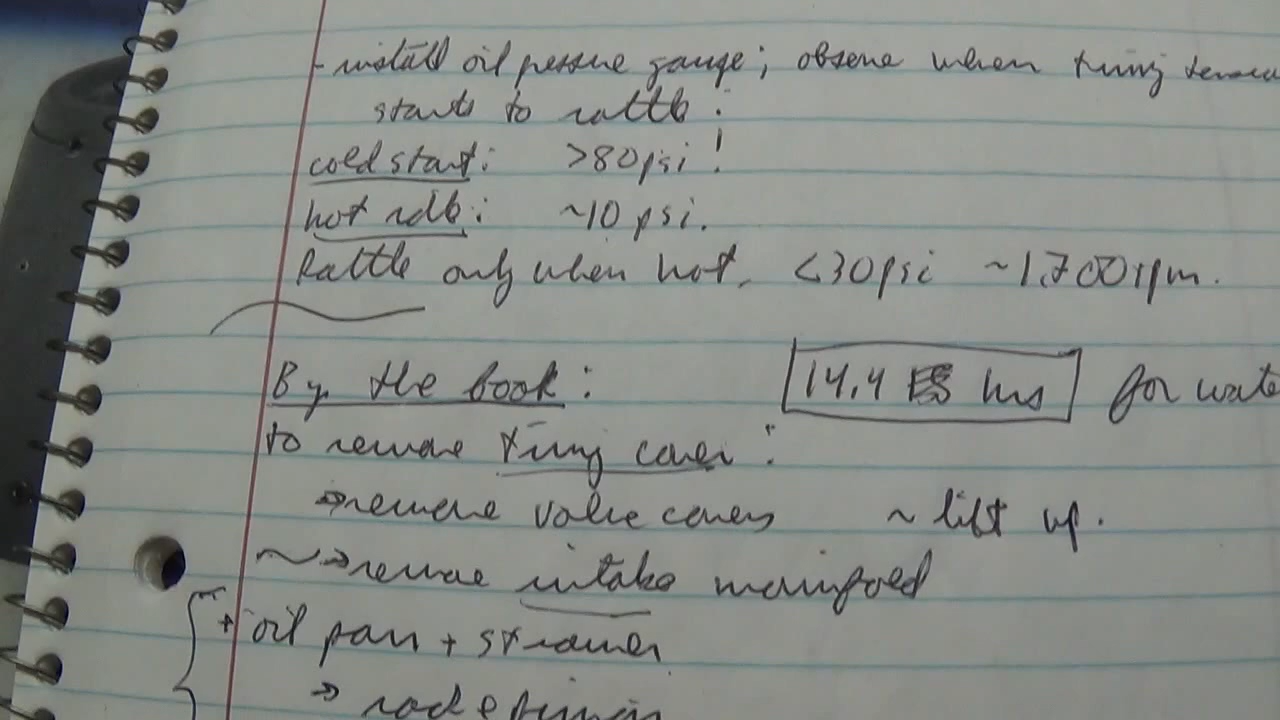 - install oil pressure gauge; observe when timing
starts to rattle:
cold start: >80psi!
hot idle: ~10 psi.
Rattle only when hot. <30psi ~1,700rpm.
By the book: 14.4 hrs for
to remove timing cover:
→remove valve covers ~ lift up.
~→remove intake manifold
+ oil pan + strainer
→